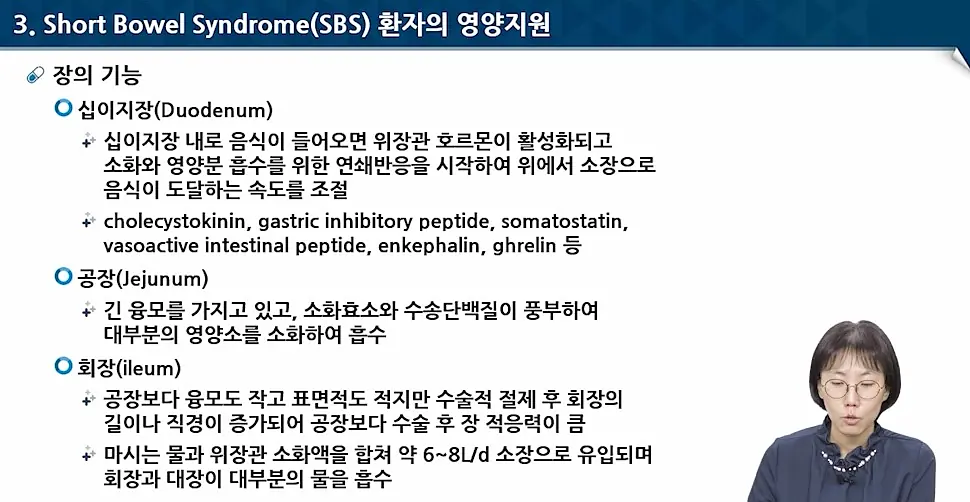 3. Short Bowel Syndrome(SBS) 환자의 영양지원
장의 기능
십이지장(Duodenum)
십이지장 내로 음식이 들어오면 위장관 호르몬이 활성화되고
소화와 영양분 흡수를 위한 연쇄반응을 시작하여 위에서 소장으로
음식이 도달하는 속도를 조절
cholecystokinin, gastric inhibitory peptide, somatostatin,
vasoactive intestinal peptide, enkephalin, ghrelin 등
공장(Jejunum)
긴 융모를 가지고 있고, 소화효소와 수송단백질이 풍부하여
대부분의 영양소를 소화하여 흡수
회장(ileum)
공장보다 융모도 작고 표면적도 적지만 수술적 절제 후 회장의
길이나 직경이 증가되어 공장보다 수술 후 장 적응력이 큼
마시는 물과 위장관 소화액을 합쳐 약 6~8L/d 소장으로 유입되며
회장과 대장이 대부분의 물을 흡수